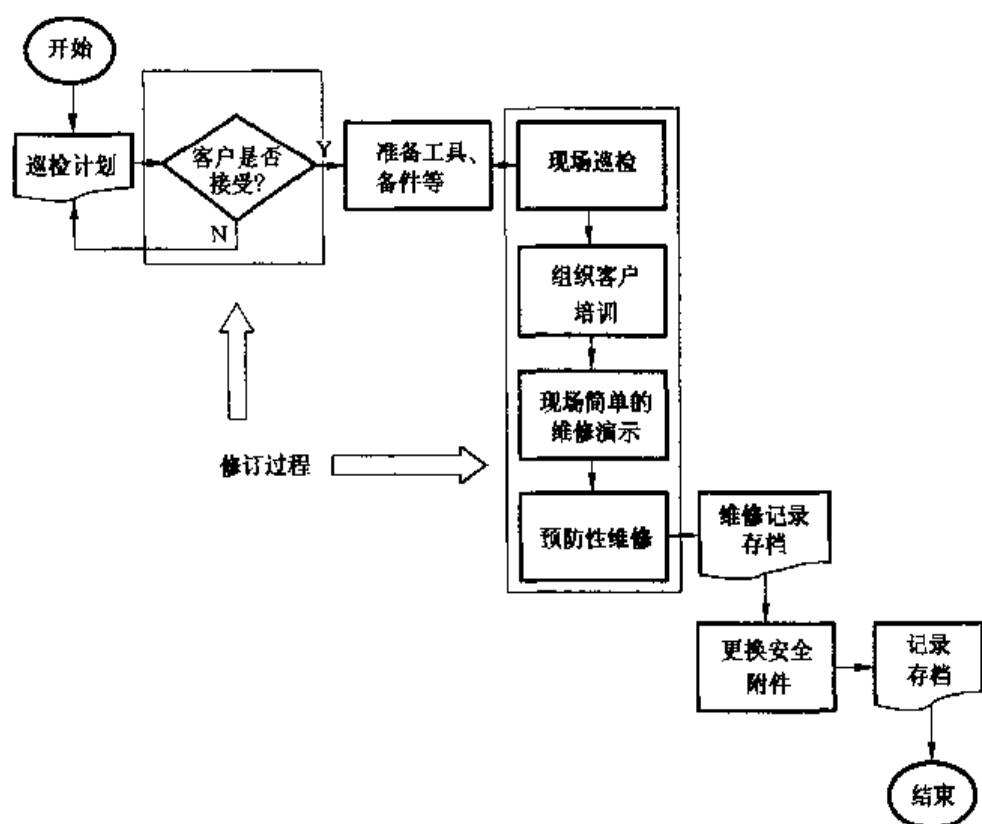 开始
巡检计划
客户是否
接受?
Y
N
准备工具、
备件等
现场巡检
组织客户
培训
现场简单的
维修演示
修订过程
预防性维修
维修记录
存档
更换安全
附件
记录
存档
结束